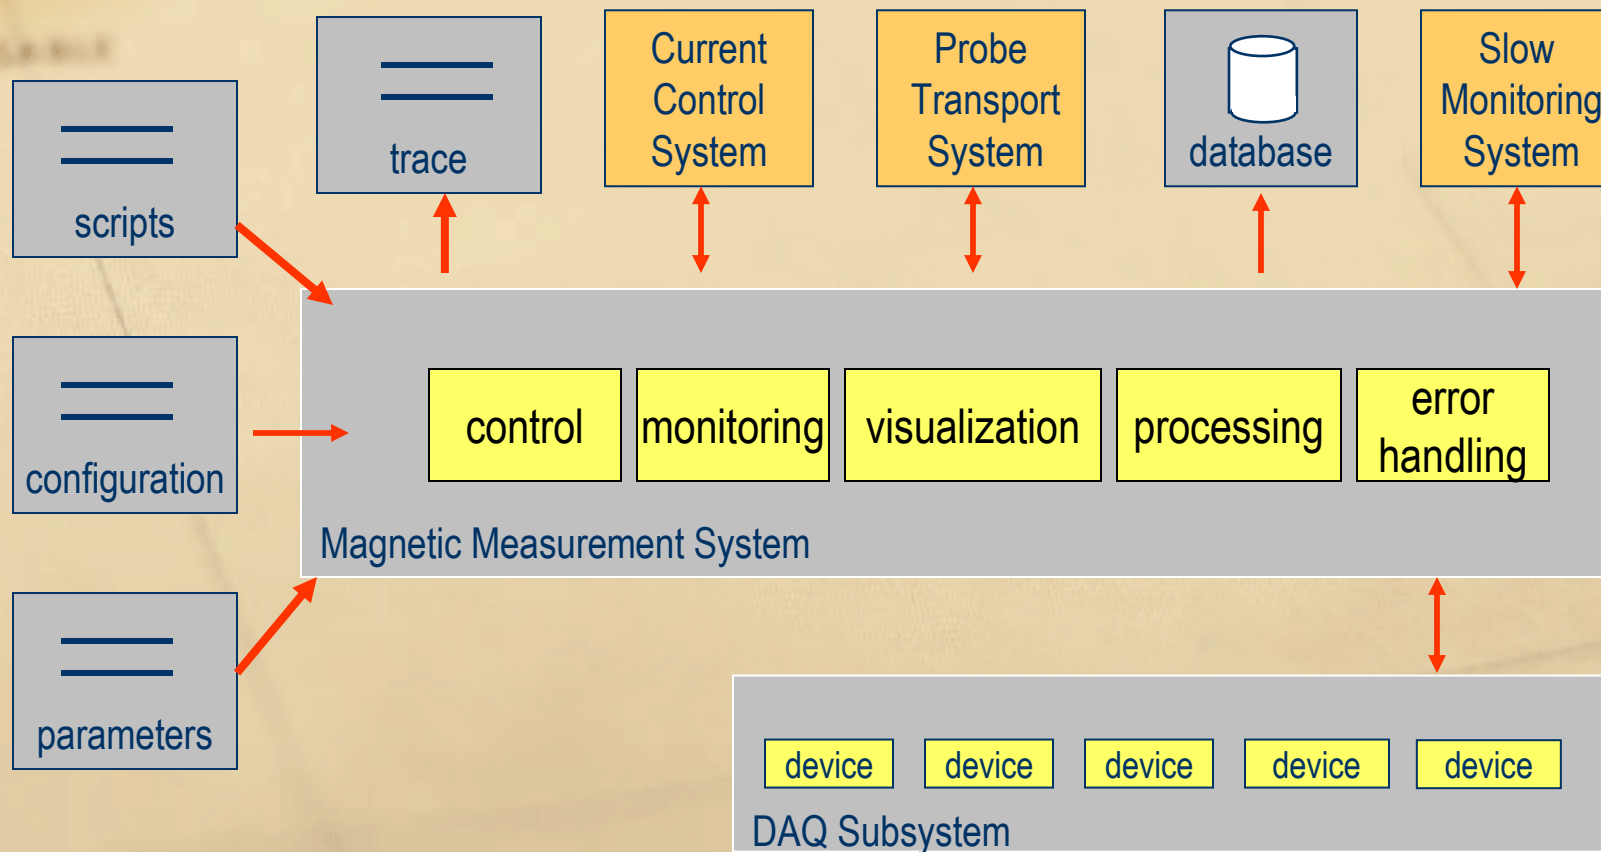 Current
Control
System
Probe
Transport
System
Slow
Monitoring
System
trace
database
scripts
control
monitoring
visualization
processing
error
handling
configuration
Magnetic Measurement System
parameters
device
device
device
device
device
DAQ Subsystem